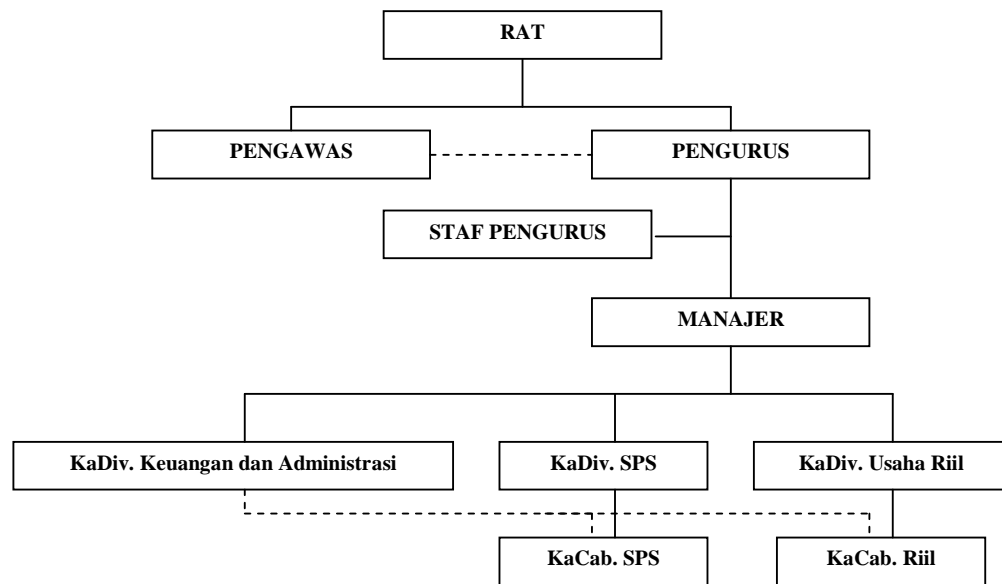 RAT
PENGAWAS
PENGURUS
STAF PENGURUS
MANAJER
KaDiv. Keuangan dan Administrasi
KaDiv. SPS
KaDiv. Usaha Riil
KaCab. SPS
KaCab. Riil